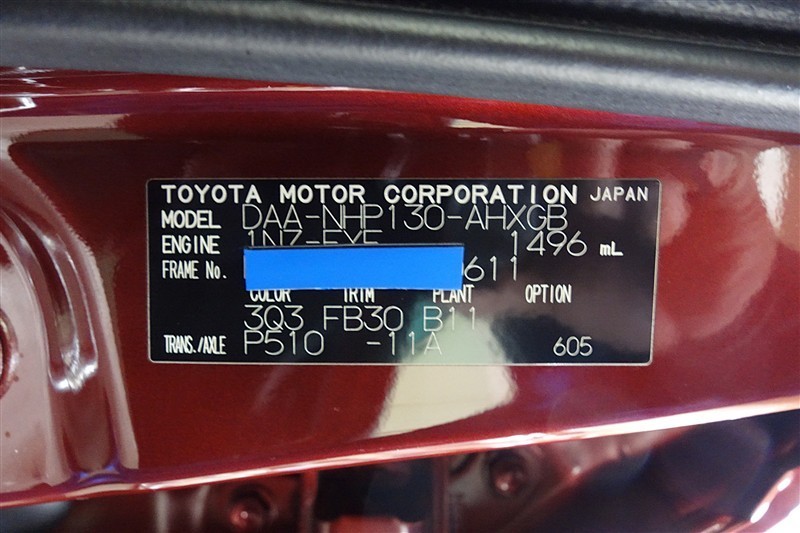 TOYOTA MOTOR CORPORATION JAPAN
MODEL DAA-NHP130-AHXGB
ENGINE 1NZ-FXE 1496 mL
FRAME No. 611
COLOR TRIM PLANT OPTION
3Q3 FB30 B11
TRANS./AXLE P510 -11A 605